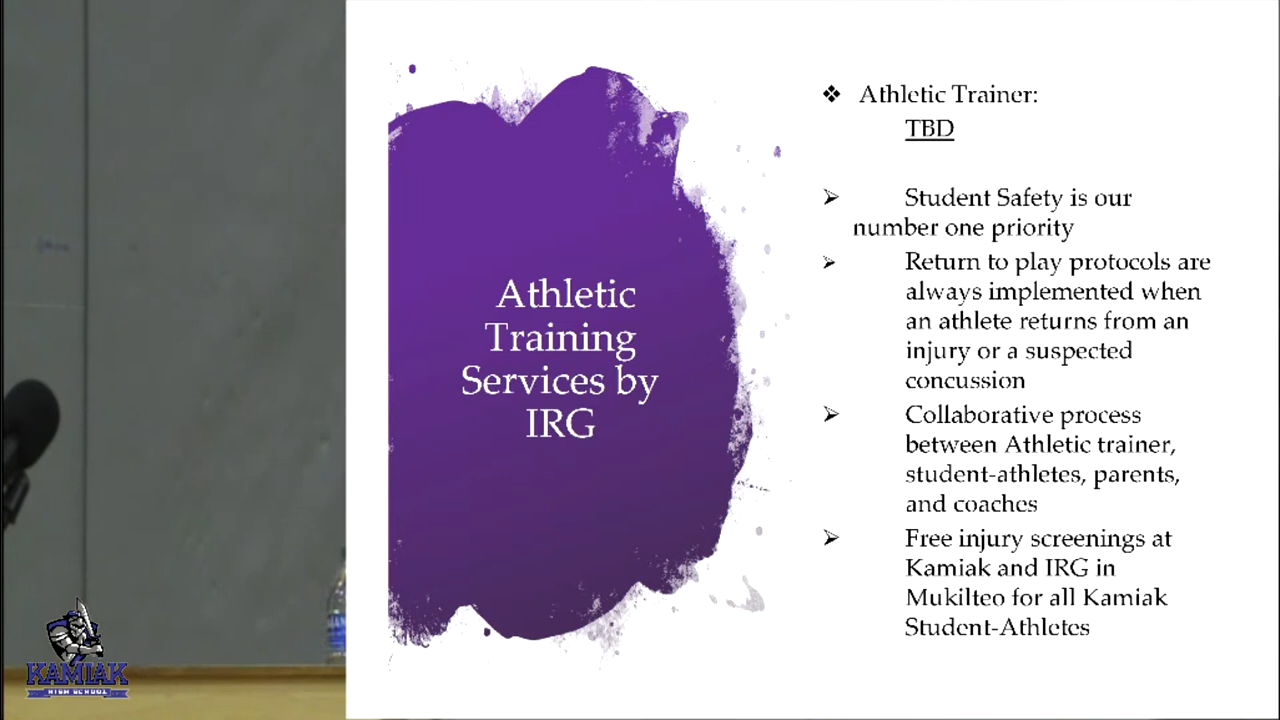 Athletic
Training
Services by
IRG
❖ Athletic Trainer:
TBD
➢ Student Safety is our
number one priority
➢ Return to play protocols are
always implemented when
an athlete returns from an
injury or a suspected
concussion
➢ Collaborative process
between Athletic trainer,
student-athletes, parents,
and coaches
➢ Free injury screenings at
Kamiak and IRG in
Mukilteo for all Kamiak
Student-Athletes
KAMIAK
HIGH SCHOOL